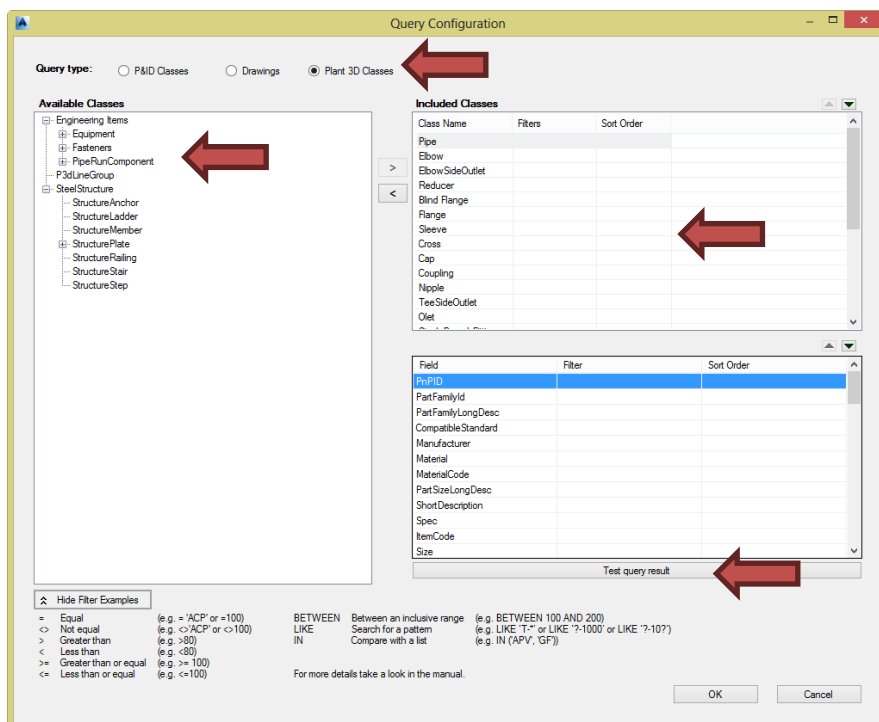 Query Configuration
Query type: P&ID Classes Drawings Plant 3D Classes
Available Classes
Engineering Items
Equipment
Fasteners
PipeRunComponent
P3dLineGroup
SteelStructure
StructureAnchor
StructureLadder
StructureMember
StructurePlate
StructureRailing
StructureStair
StructureStep
>
<
Included Classes
Class Name Filters Sort Order
Pipe
Elbow
ElbowSideOutlet
Reducer
Blind Flange
Flange
Sleeve
Cross
Cap
Coupling
Nipple
TeeSideOutlet
Olet
Field Filter Sort Order
PnPID
PartFamilyId
PartFamilyLongDesc
CompatibleStandard
Manufacturer
Material
MaterialCode
PartSizeLongDesc
ShortDescription
Spec
ItemCode
Size
Test query result
Hide Filter Examples
= Equal (e.g. = 'ACP' or =100) BETWEEN Between an inclusive range (e.g. BETWEEN 100 AND 200)
<> Not equal (e.g. <>'ACP' or <>100) LIKE Search for a pattern (e.g. LIKE 'T-*' or LIKE '?-1000' or LIKE '?-10?')
> Greater than (e.g. >80) IN Compare with a list (e.g. IN ('APV', 'GF'))
< Less than (e.g. <80)
>= Greater than or equal (e.g. >= 100)
<= Less than or equal (e.g. <=100) For more details take a look in the manual.
OK Cancel